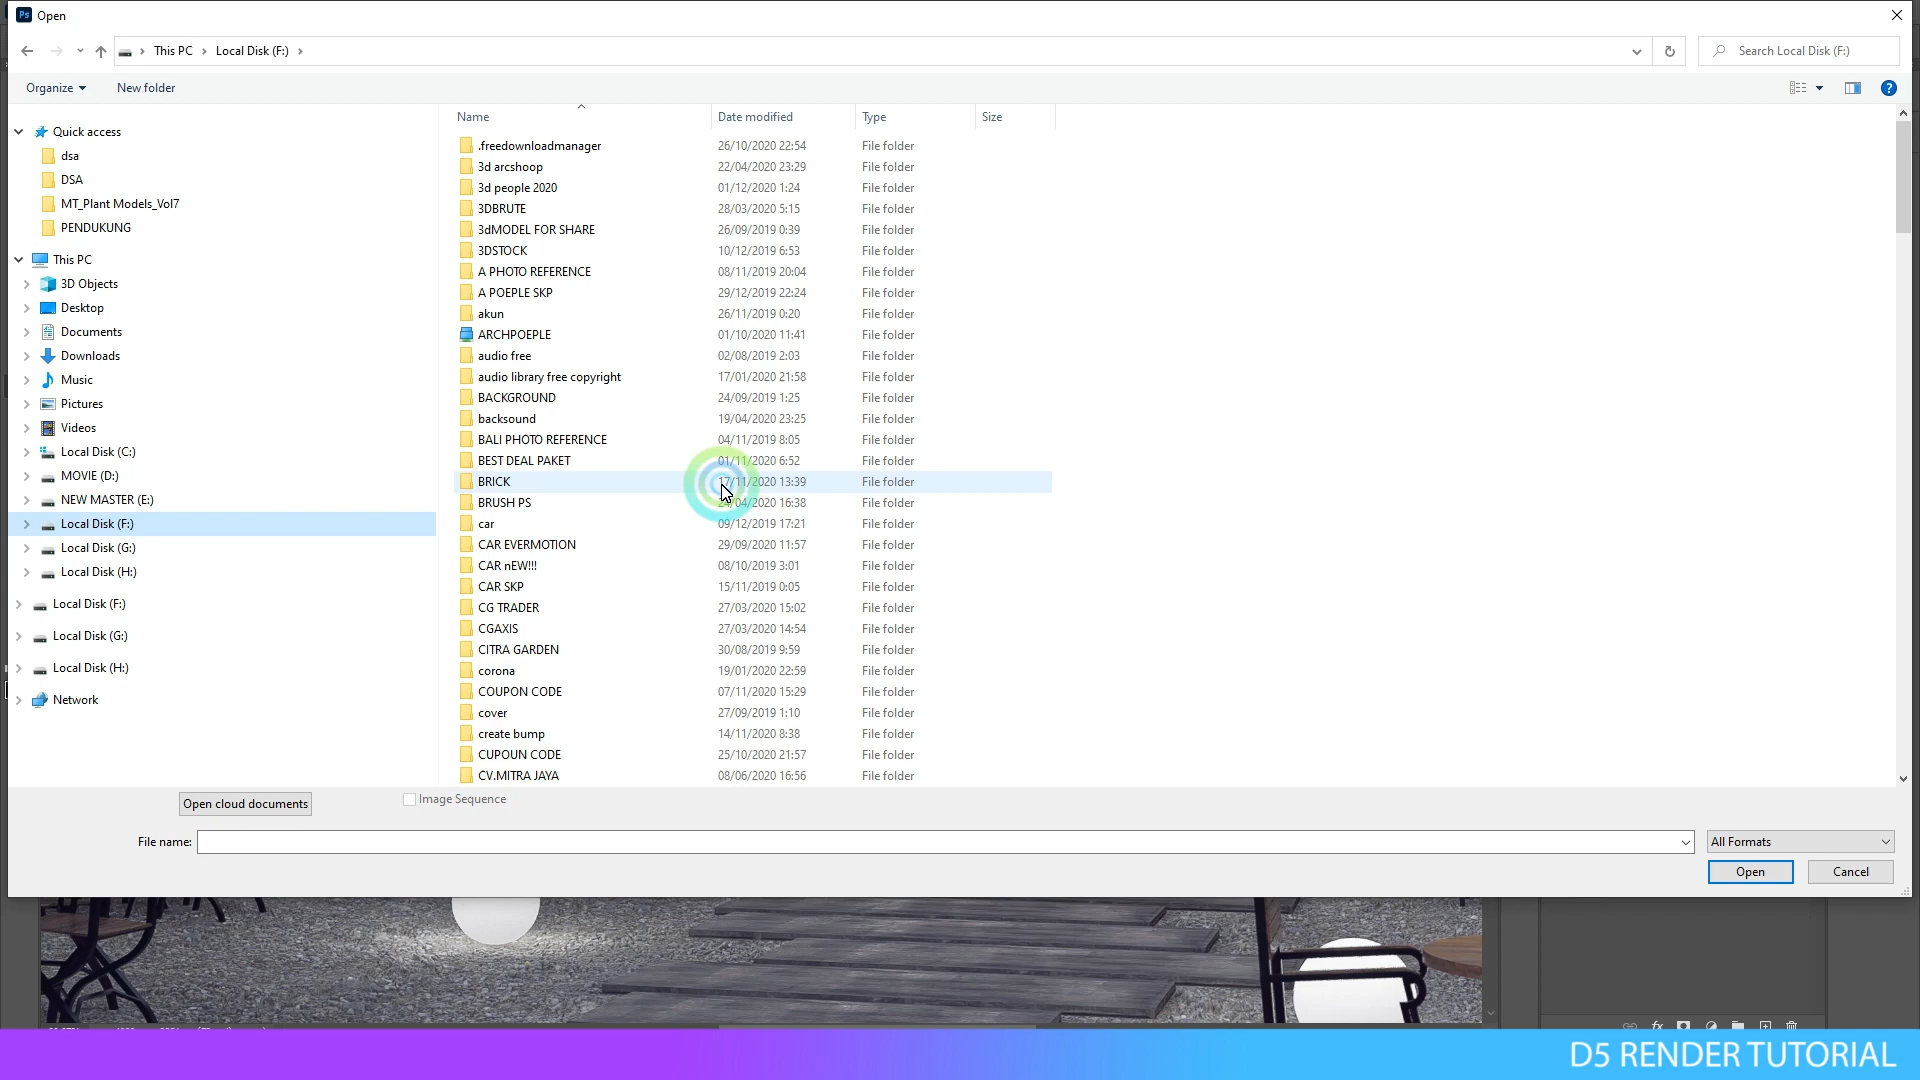 Ps Open
This PC Local Disk (F:) Search Local Disk (F:)
Organize New folder
Name Date modified Type Size
Quick access
dsa
DSA
MT_Plant Models_Vol7
PENDUKUNG
This PC
3D Objects
Desktop
Documents
Downloads
Music
Pictures
Videos
Local Disk (C:)
MOVIE (D:)
NEW MASTER (E:)
Local Disk (F:)
Local Disk (G:)
Local Disk (H:)
Local Disk (F:)
Local Disk (G:)
Local Disk (H:)
Network
.freedownloadmanager 26/10/2020 22:54 File folder
3d arcshoop 22/04/2020 23:29 File folder
3d people 2020 01/12/2020 1:24 File folder
3DBRUTE 28/03/2020 5:15 File folder
3dMODEL FOR SHARE 26/09/2019 0:39 File folder
3DSTOCK 10/12/2019 6:53 File folder
A PHOTO REFERENCE 08/11/2019 20:04 File folder
A POEPLE SKP 29/12/2019 22:24 File folder
akun 26/11/2019 0:20 File folder
ARCHPOEPLE 01/10/2020 11:41 File folder
audio free 02/08/2019 2:03 File folder
audio library free copyright 17/01/2020 21:58 File folder
BACKGROUND 24/09/2019 1:25 File folder
backsound 19/04/2020 23:25 File folder
BALI PHOTO REFERENCE 04/11/2019 8:05 File folder
BEST DEAL PAKET 01/11/2020 6:52 File folder
BRICK 17/11/2020 13:39 File folder
BRUSH PS 24/04/2020 16:38 File folder
car 09/12/2019 17:21 File folder
CAR EVERMOTION 29/09/2020 11:57 File folder
CAR nEW!!! 08/10/2019 3:01 File folder
CAR SKP 15/11/2019 0:05 File folder
CG TRADER 27/03/2020 15:02 File folder
CGAXIS 27/03/2020 14:54 File folder
CITRA GARDEN 30/08/2019 9:59 File folder
corona 19/01/2020 22:59 File folder
COUPON CODE 07/11/2020 15:29 File folder
cover 27/09/2019 1:10 File folder
create bump 14/11/2020 8:38 File folder
CUPOUN CODE 25/10/2020 21:57 File folder
CV.MITRA JAYA 08/06/2020 16:56 File folder
Open cloud documents Image Sequence
File name: All Formats
Open Cancel
fx
D5 RENDER TUTORIAL